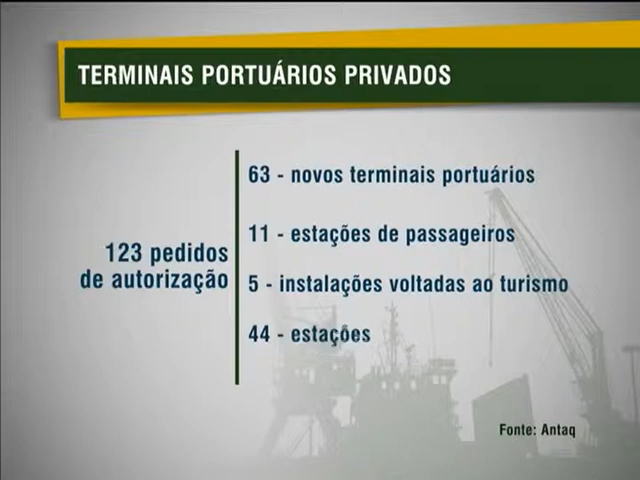 TERMINAIS PORTUÁRIOS PRIVADOS
123 pedidos
de autorização
63 - novos terminais portuários
11 - estações de passageiros
5 - instalações voltadas ao turismo
44 - estações
Fonte: Antaq